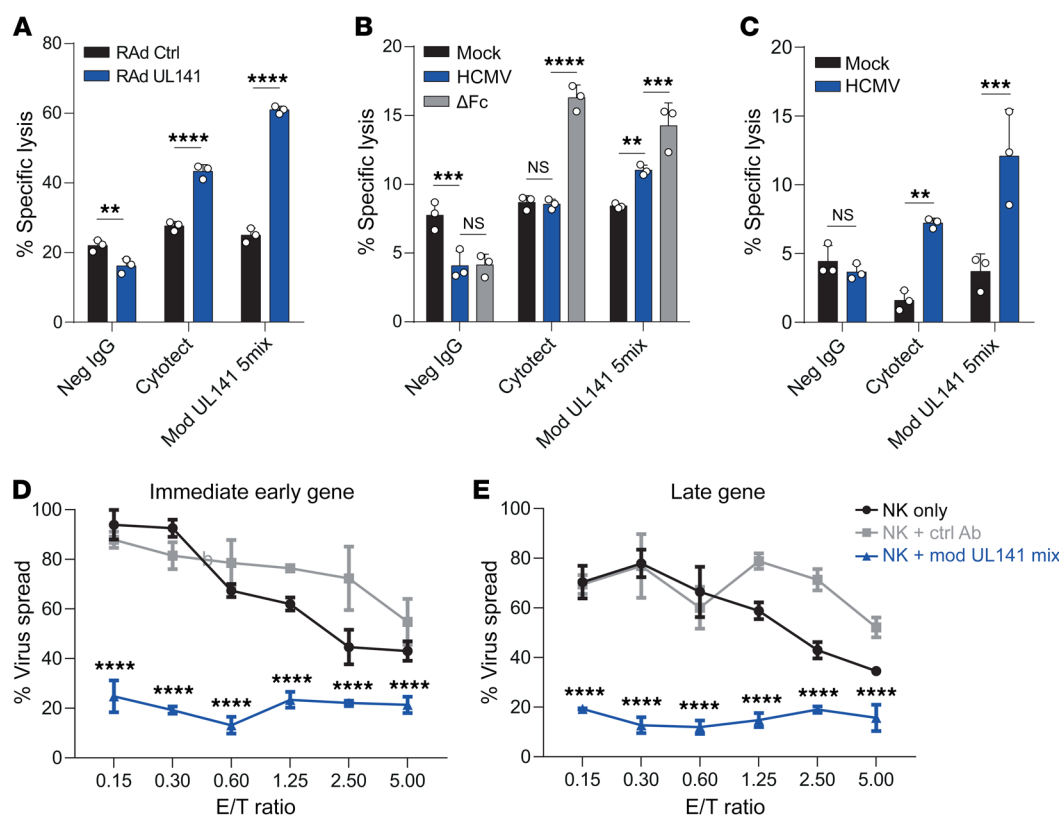 A
80
60
40
20
0
% Specific lysis
RAd Ctrl
RAd UL141
**
****
****
Neg IgG
Cytotect
Mod UL141 5mix
B
20
15
10
5
0
% Specific lysis
Mock
HCMV
ΔFc
***
NS
NS
****
**
***
Neg IgG
Cytotect
Mod UL141 5mix
C
20
15
10
5
0
% Specific lysis
Mock
HCMV
NS
**
***
Neg IgG
Cytotect
Mod UL141 5mix
D
Immediate early gene
100
80
60
40
20
0
% Virus spread
b
****
****
****
****
****
****
0.15 0.30 0.60 1.25 2.50 5.00
E/T ratio
E
Late gene
100
80
60
40
20
0
% Virus spread
****
****
****
****
****
****
0.15 0.30 0.60 1.25 2.50 5.00
E/T ratio
NK only
NK + ctrl Ab
NK + mod UL141 mix